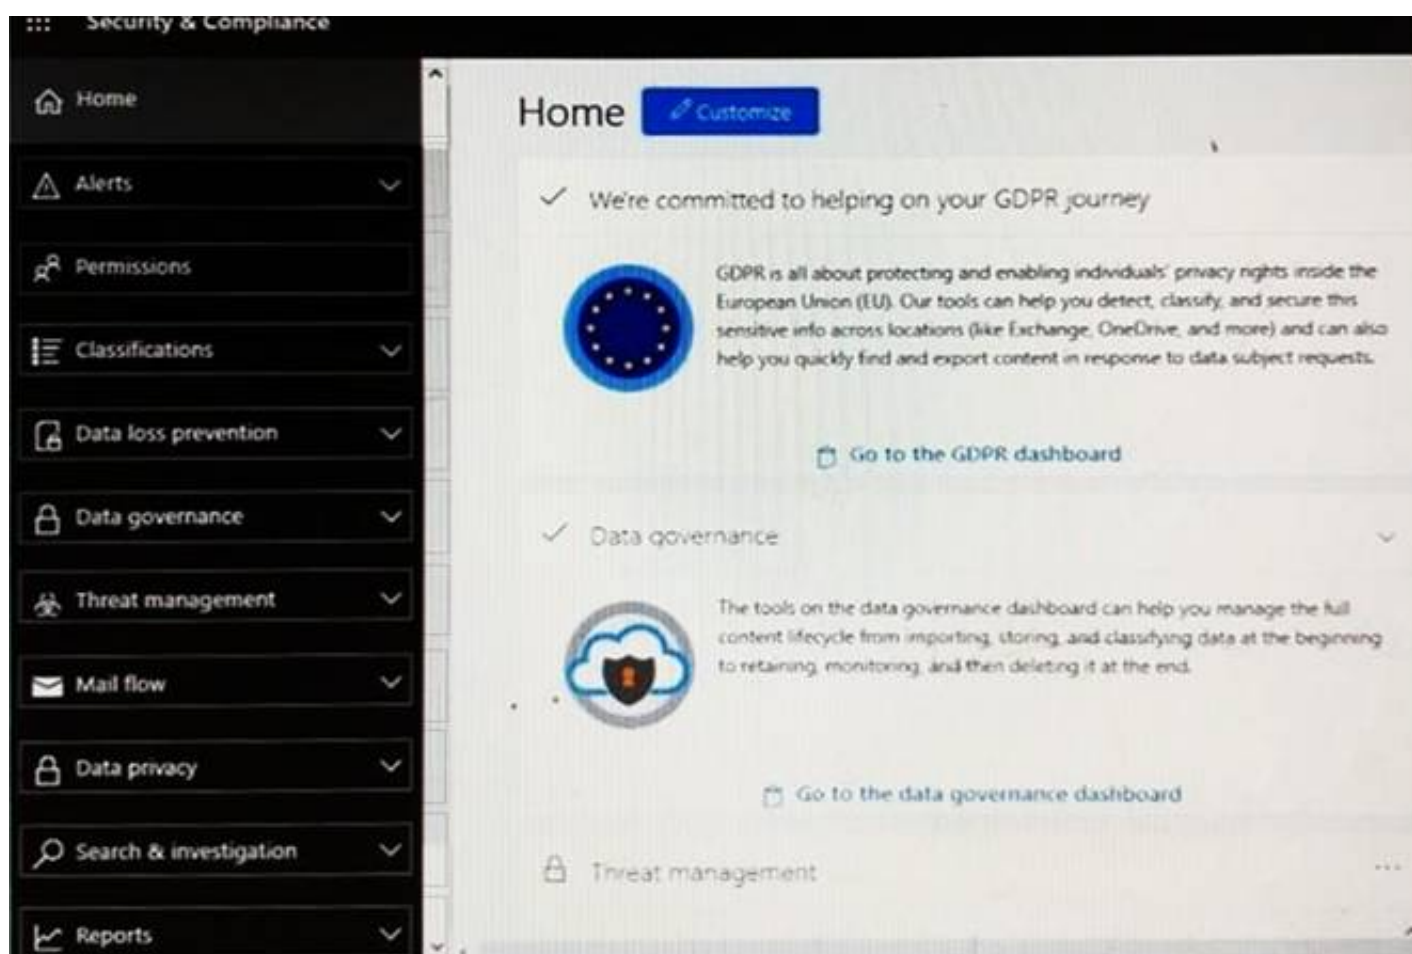 Security & Compliance
Home
Alerts
Permissions
Classifications
Data loss prevention
Data governance
Threat management
Mail flow
Data privacy
Search & investigation
Reports
Home
Customize
We're committed to helping on your GDPR journey
GDPR is all about protecting and enabling individuals' privacy rights inside the
European Union (EU). Our tools can help you detect, classify, and secure this
sensitive info across locations (like Exchange, OneDrive, and more) and can also
help you quickly find and export content in response to data subject requests.
Go to the GDPR dashboard
Data governance
The tools on the data governance dashboard can help you manage the full
content lifecycle from importing, storing, and classifying data at the beginning
to retaining, monitoring, and then deleting it at the end.
Go to the data governance dashboard
Threat management